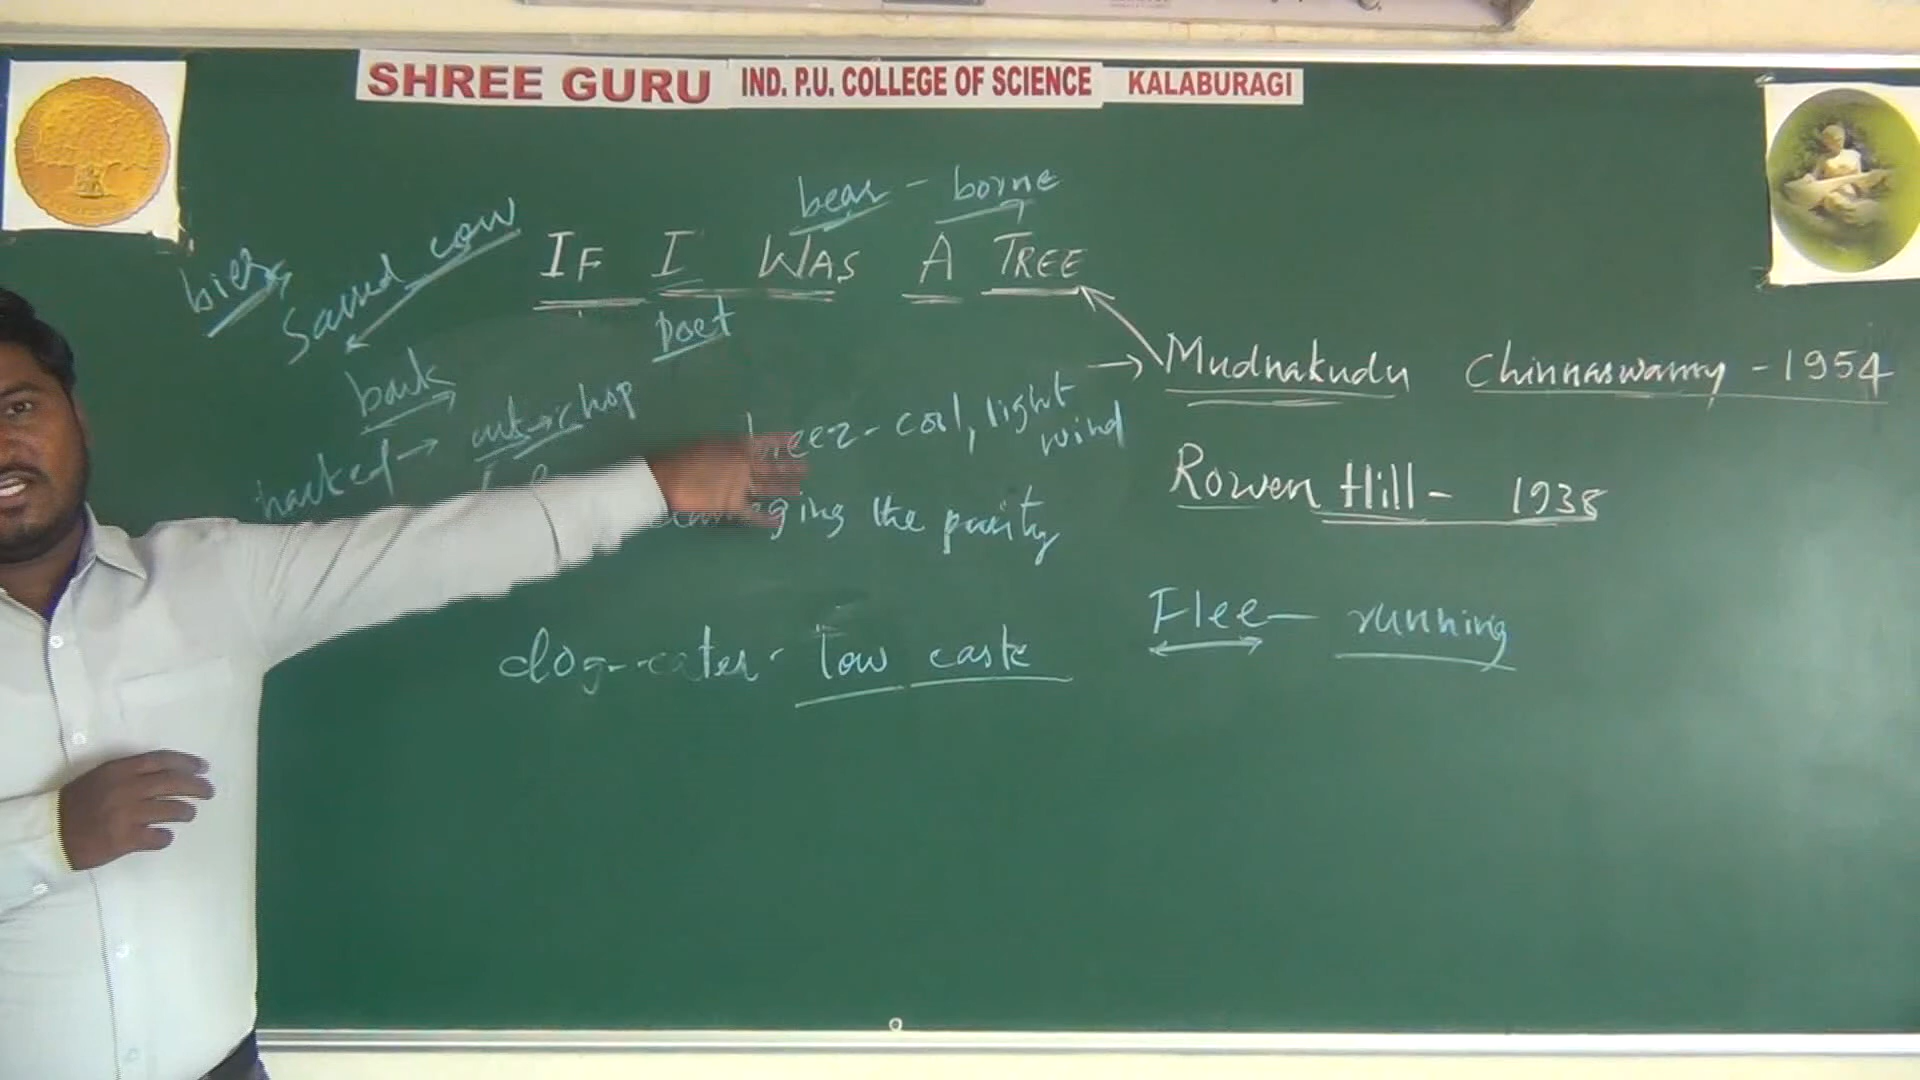 SHREE GURU IND. P.U. COLLEGE OF SCIENCE KALABURAGI
bear - borne
IF I WAS A TREE
bier
Sacred cow
Poet
Mudnakudu Chinnaswamy - 1954
bark
hacked → cut → chop
breez - cool, light
wind
Rowen Hill - 1938
ing the purity
Flee - running
dog-eater - low caste